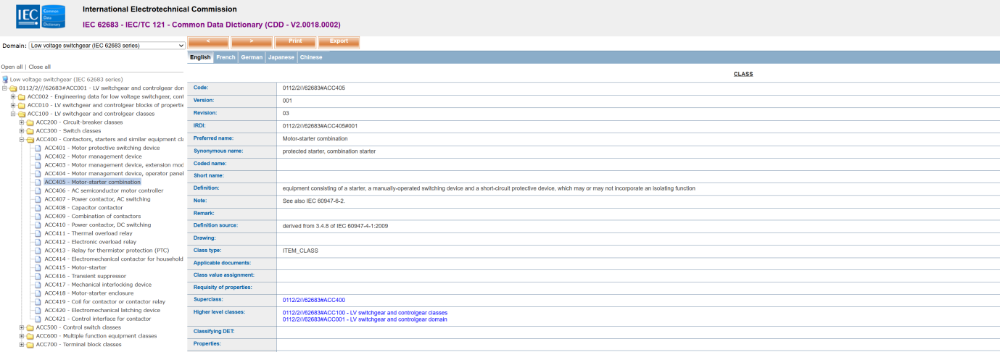 IEC Common
Data
Dictionary
International Electrotechnical Commission
IEC 62683 - IEC/TC 121 - Common Data Dictionary (CDD - V2.0018.0002)
Domain: Low voltage switchgear (IEC 62683 series)
< > Print Export
English French German Japanese Chinese
Open all | Close all
Low voltage switchgear (IEC 62683 series)
0112/2///62683#ACC001 - LV switchgear and controlgear don
ACC002 - Engineering data for low voltage switchgear, cont
ACC010 - LV switchgear and controlgear blocks of propertie
ACC100 - LV switchgear and controlgear classes
ACC200 - Circuit-breaker classes
ACC300 - Switch classes
ACC400 - Contactors, starters and similar equipment cla
ACC401 - Motor protective switching device
ACC402 - Motor management device
ACC403 - Motor management device, extension mod
ACC404 - Motor management device, operator panel
ACC405 - Motor-starter combination
ACC406 - AC semiconductor motor controller
ACC407 - Power contactor, AC switching
ACC408 - Capacitor contactor
ACC409 - Combination of contactors
ACC410 - Power contactor, DC switching
ACC411 - Thermal overload relay
ACC412 - Electronic overload relay
ACC413 - Relay for thermistor protection (PTC)
ACC414 - Electromechanical contactor for household
ACC415 - Motor-starter
ACC416 - Transient suppressor
ACC417 - Mechanical interlocking device
ACC418 - Motor-starter enclosure
ACC419 - Coil for contactor or contactor relay
ACC420 - Electromechanical latching device
ACC421 - Control interface for contactor
ACC500 - Control switch classes
ACC600 - Multiple function equipment classes
ACC700 - Terminal block classes
CLASS
Code: 0112/2///62683#ACC405
Version: 001
Revision: 03
IRDI: 0112/2///62683#ACC405#001
Preferred name: Motor-starter combination
Synonymous name: protected starter, combination starter
Coded name:
Short name:
Definition: equipment consisting of a starter, a manually-operated switching device and a short-circuit protective device, which may or may not incorporate an isolating function
Note: See also IEC 60947-6-2.
Remark:
Definition source: derived from 3.4.8 of IEC 60947-4-1:2009
Drawing:
Class type: ITEM_CLASS
Applicable documents:
Class value assignment:
Requisity of properties:
Superclass: 0112/2///62683#ACC400
Higher level classes: 0112/2///62683#ACC100 - LV switchgear and controlgear classes
0112/2///62683#ACC001 - LV switchgear and controlgear domain
Classifying DET:
Properties: